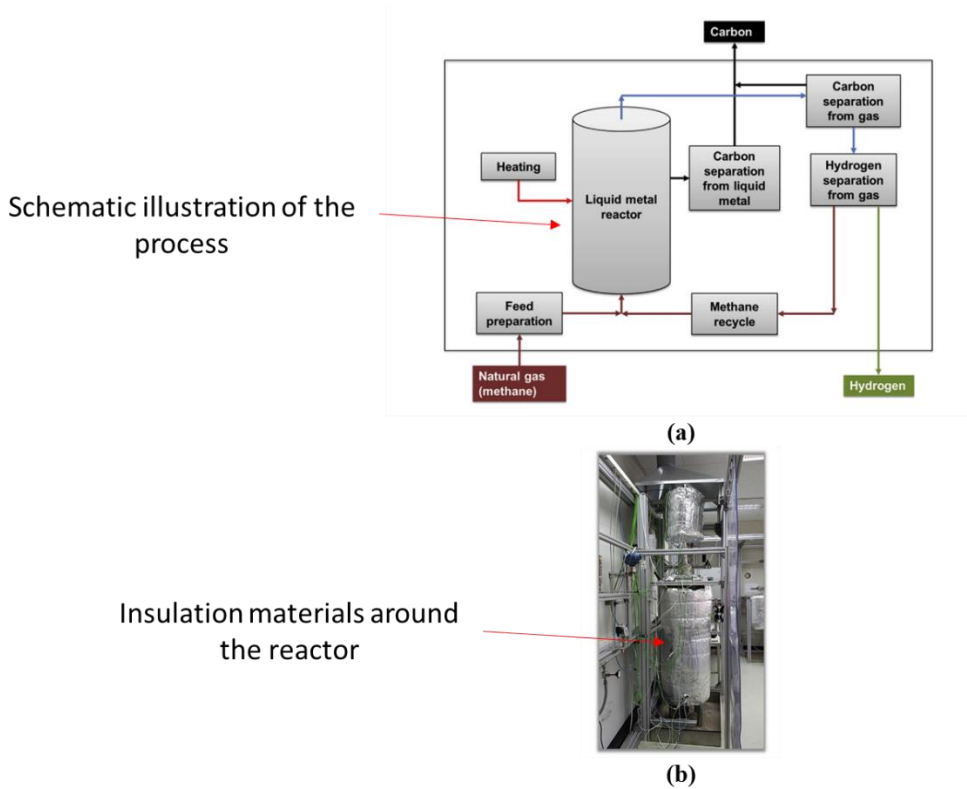 Carbon
Carbon
separation
from gas
Heating
Carbon
separation
from liquid
metal
Hydrogen
separation
from gas
Liquid metal
reactor
Schematic illustration of the
process
Feed
preparation
Methane
recycle
Natural gas
(methane)
Hydrogen
(a)
Insulation materials around
the reactor
(b)